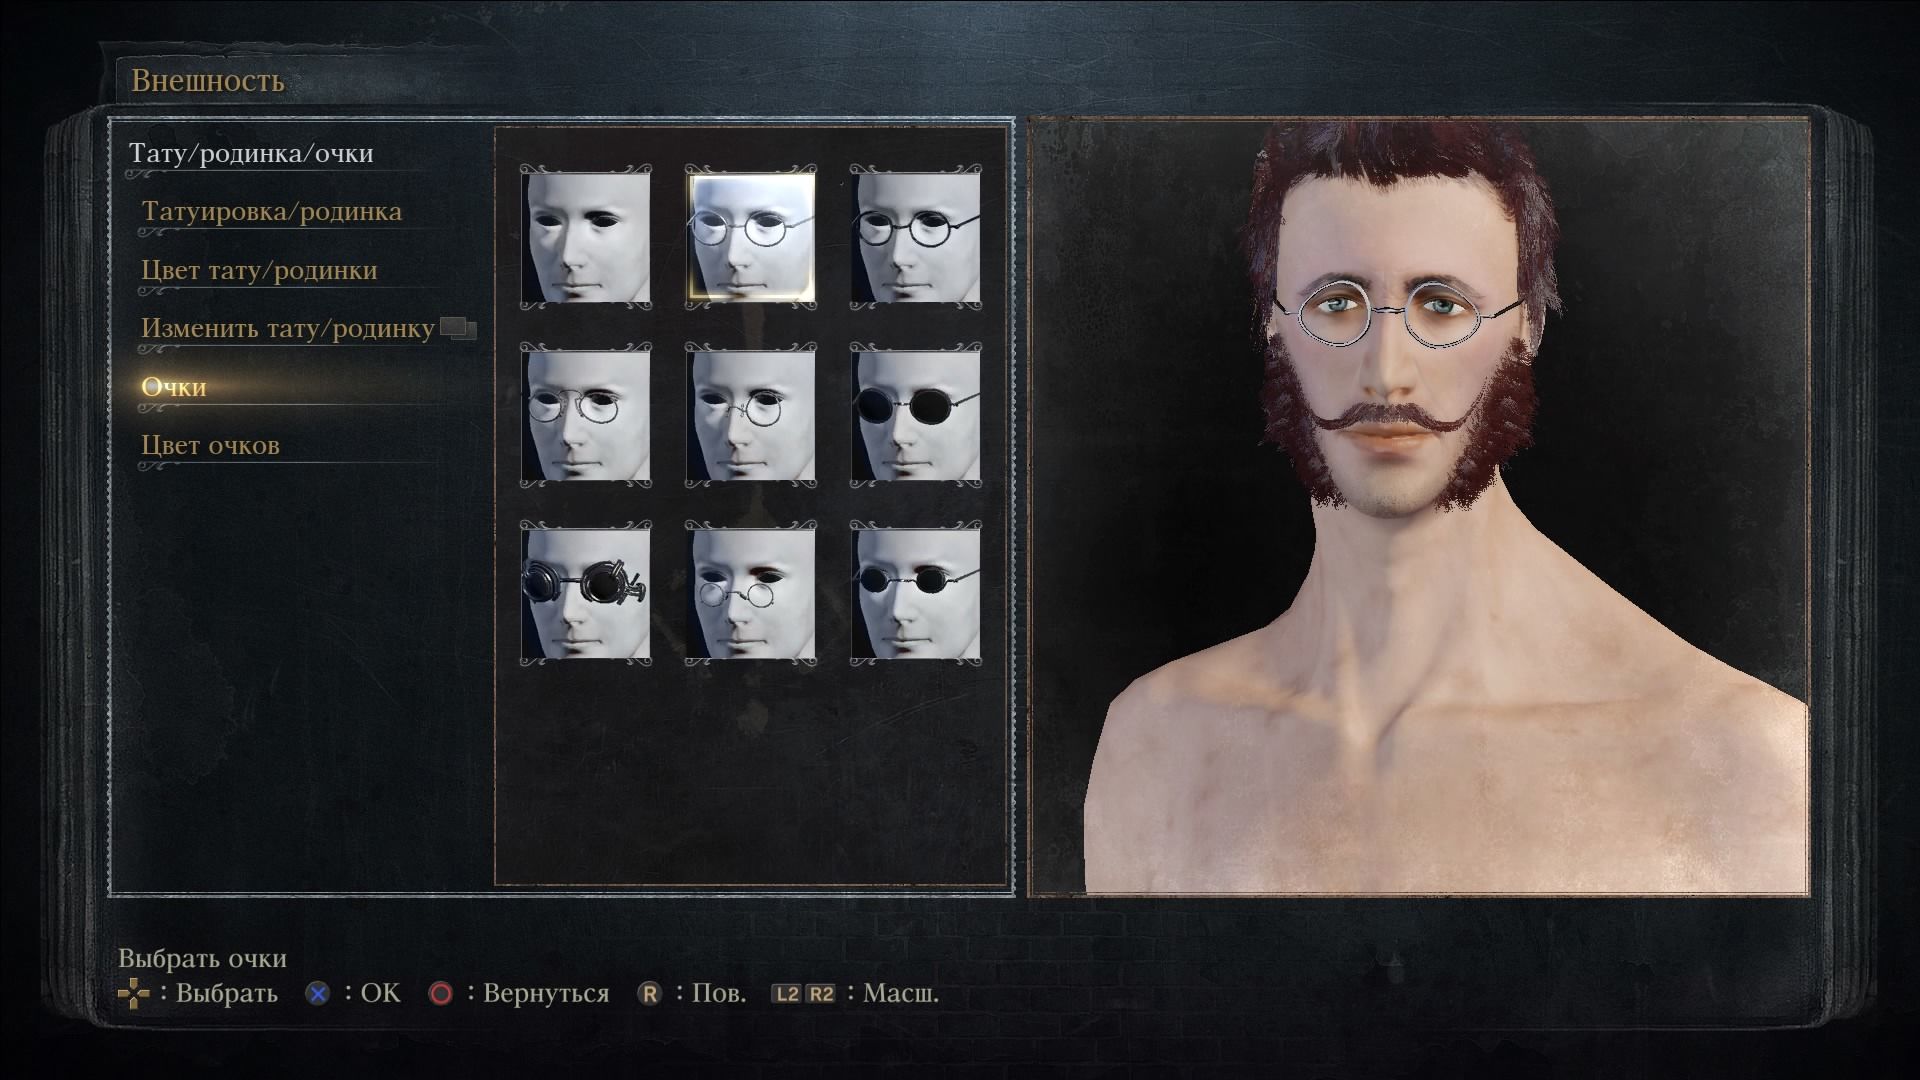 Внешность
Тату/родинка/очки
Татуировка/родинка
Цвет тату/родинки
Изменить тату/родинку
Очки
Цвет очков
Выбрать очки
: Выбрать : OK : Вернуться R : Пов. L2 R2 : Масш.